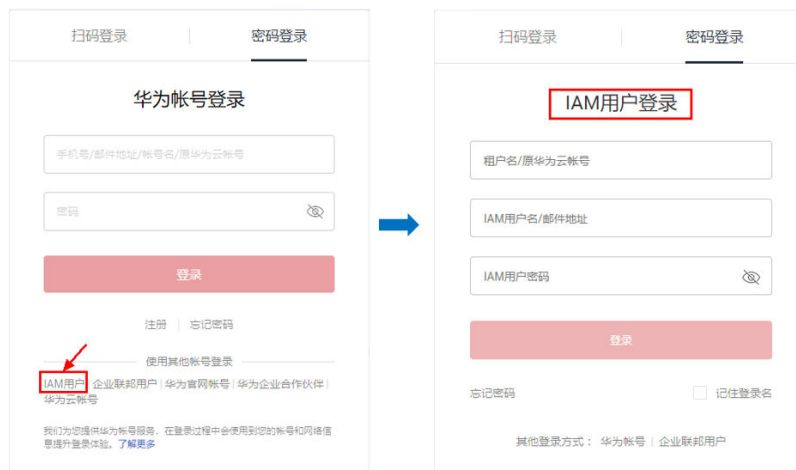 扫码登录
密码登录
华为帐号登录
手机号/邮件地址/帐号名/原华为云帐号
密码
登录
注册 | 忘记密码
使用其他帐号登录
IAM用户 | 企业联邦用户 | 华为官网帐号 | 华为企业合作伙伴 |
华为云帐号
我们为您提供华为帐号服务，在登录过程中会使用到您的帐号和网络信
息提升登录体验。了解更多
扫码登录
密码登录
IAM用户登录
租户名/原华为云帐号
IAM用户名/邮件地址
IAM用户密码
登录
忘记密码
记住登录名
其他登录方式： 华为帐号 | 企业联邦用户